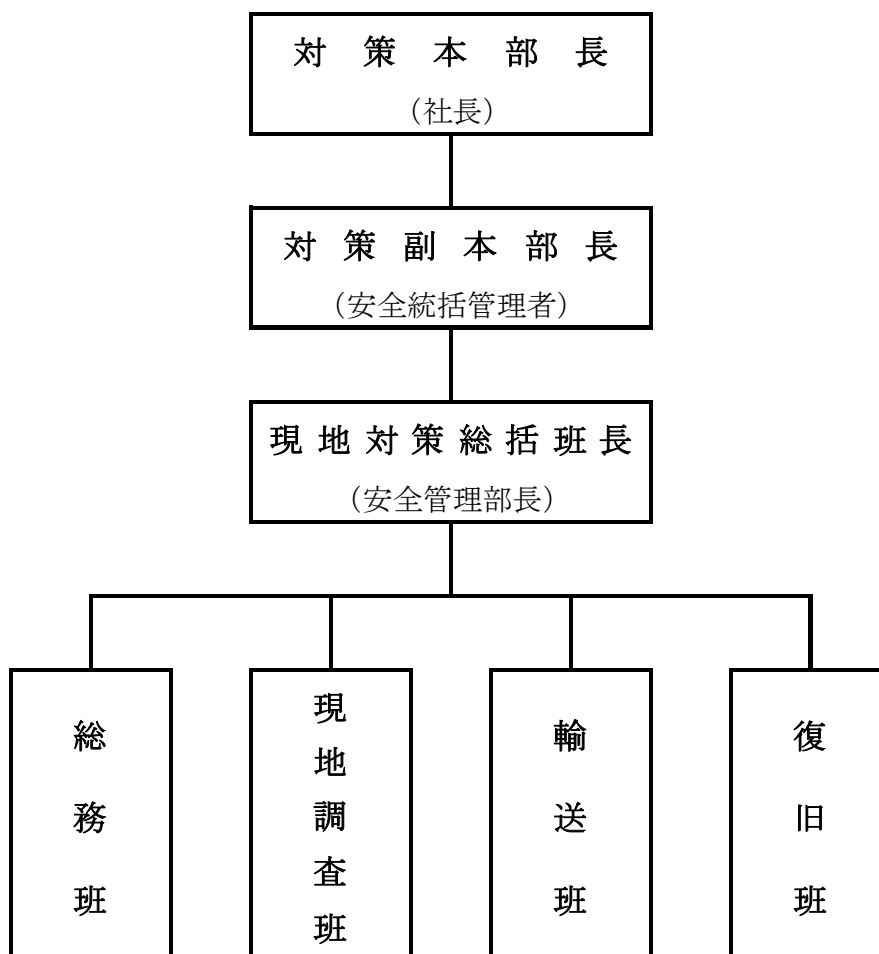 対策本部長
（社長）
対策副本部長
（安全統括管理者）
現地対策総括班長
（安全管理部長）
総務班
現地調査班
輸送班
復旧班